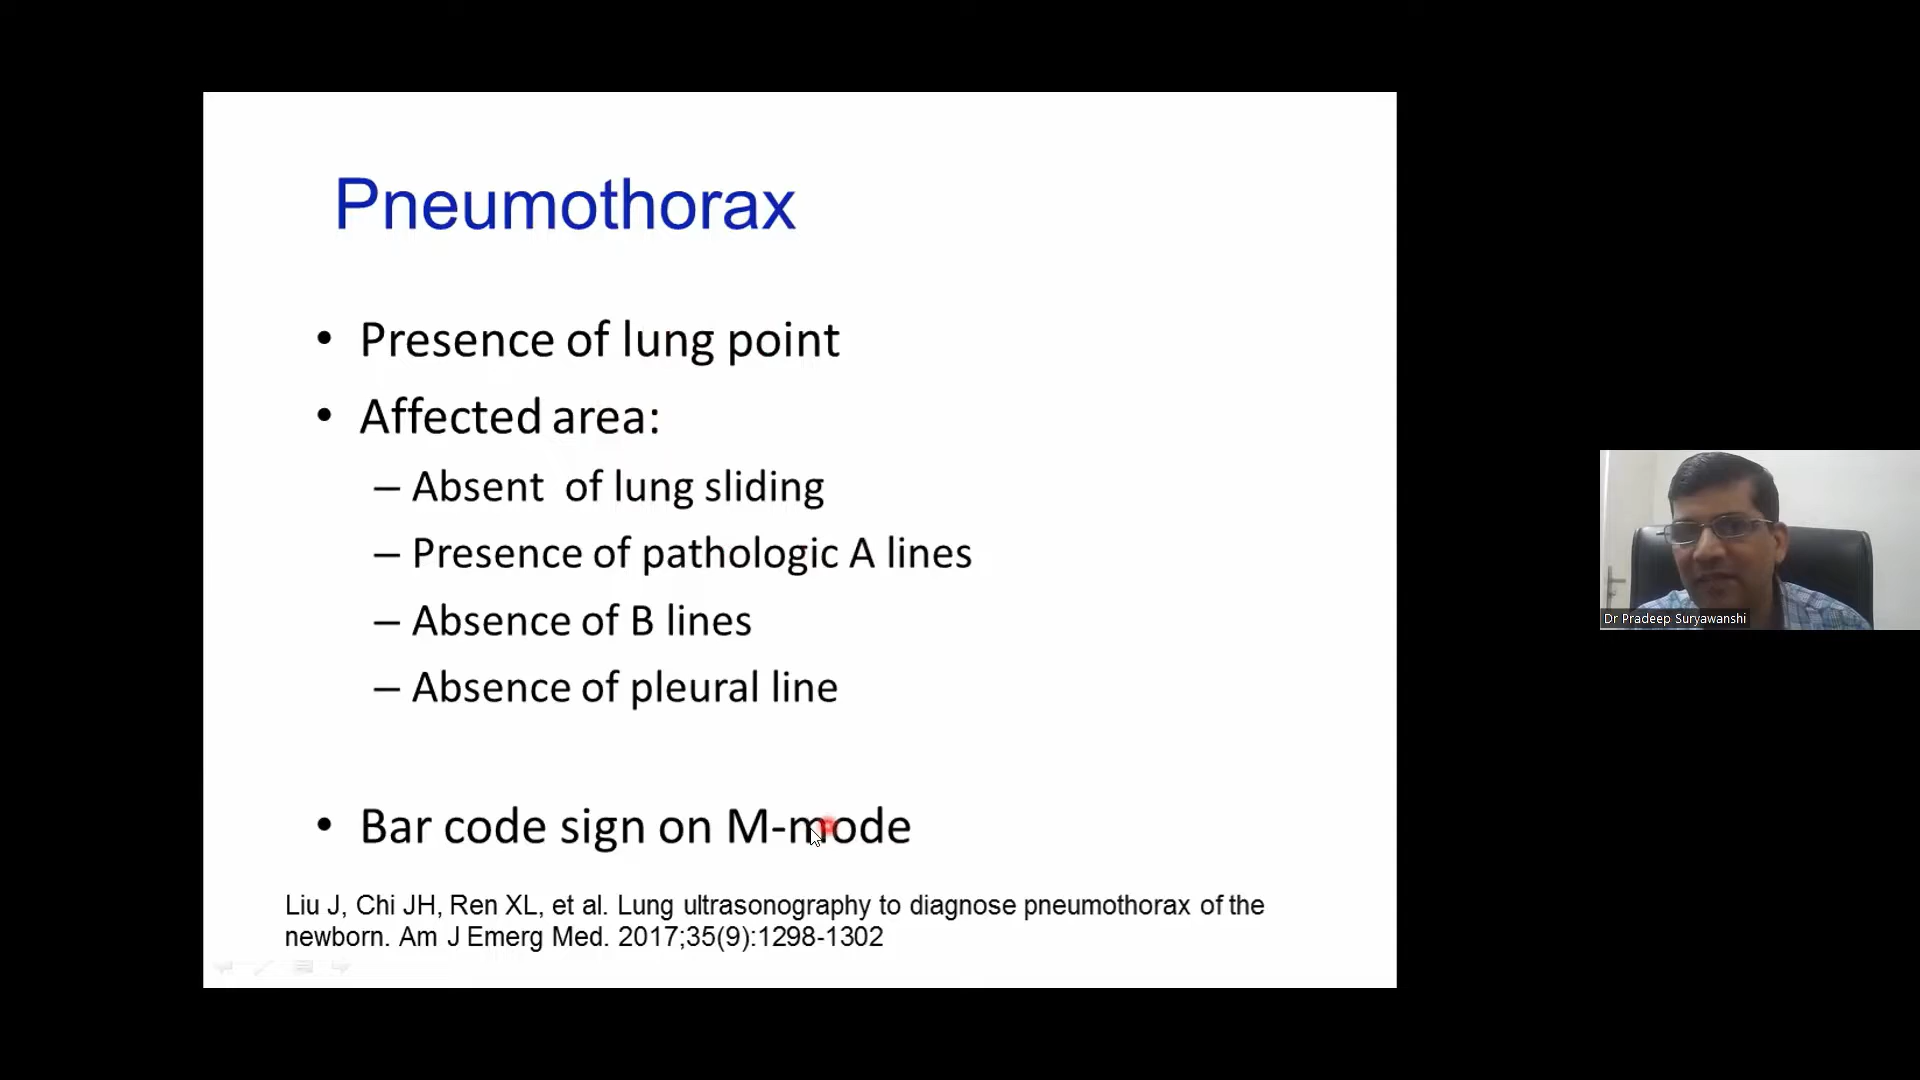 Pneumothorax
• Presence of lung point
• Affected area:
– Absent of lung sliding
– Presence of pathologic A lines
– Absence of B lines
– Absence of pleural line
• Bar code sign on M-mode
Liu J, Chi JH, Ren XL, et al. Lung ultrasonography to diagnose pneumothorax of the
newborn. Am J Emerg Med. 2017;35(9):1298-1302
Dr Pradeep Suryawanshi